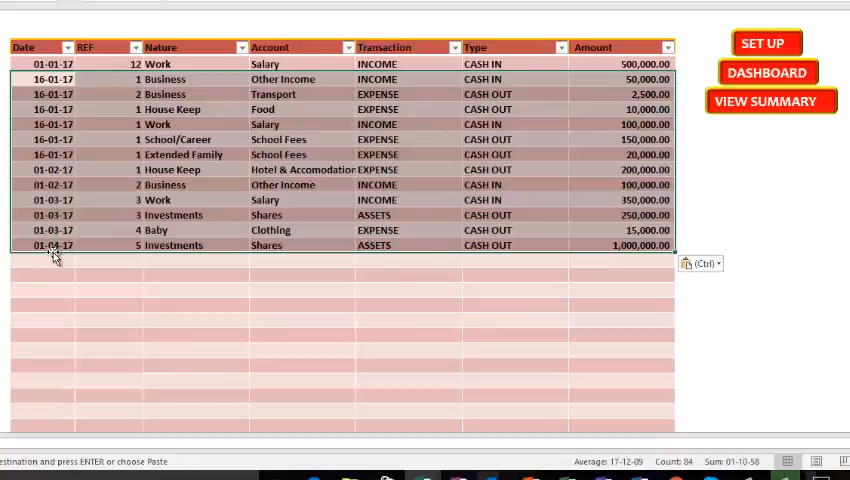 Date REF Nature Account Transaction Type Amount
01-01-17 12 Work Salary INCOME CASH IN 500,000.00
16-01-17 1 Business Other Income INCOME CASH IN 50,000.00
16-01-17 2 Business Transport EXPENSE CASH OUT 2,500.00
16-01-17 1 House Keep Food EXPENSE CASH OUT 10,000.00
16-01-17 1 Work Salary INCOME CASH IN 100,000.00
16-01-17 1 School/Career School Fees EXPENSE CASH OUT 150,000.00
16-01-17 1 Extended Family School Fees EXPENSE CASH OUT 20,000.00
01-02-17 1 House Keep Hotel & Accomodation EXPENSE CASH OUT 200,000.00
01-02-17 2 Business Other Income INCOME CASH IN 100,000.00
01-03-17 3 Work Salary INCOME CASH IN 350,000.00
01-03-17 3 Investments Shares ASSETS CASH OUT 250,000.00
01-03-17 4 Baby Clothing EXPENSE CASH OUT 15,000.00
01-04-17 5 Investments Shares ASSETS CASH OUT 1,000,000.00
SET UP
DASHBOARD
VIEW SUMMARY
(Ctrl)
estination and press ENTER or choose Paste
Average: 17-12-09 Count: 84 Sum: 01-10-58